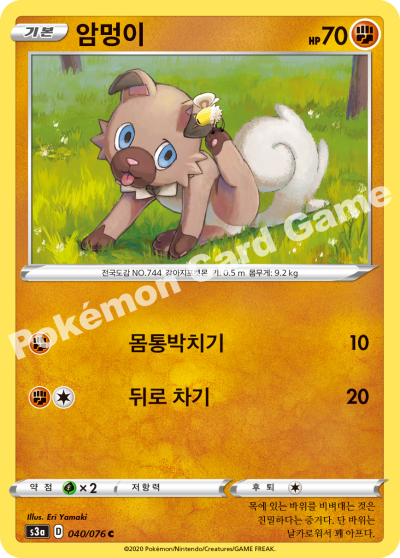 기본 암멍이 HP 70
전국도감 NO.744 강아지포켓몬 키: 0.5 m 몸무게: 9.2 kg
Pokémon Card Game
몸통박치기 10
뒤로 차기 20
약점 ×2 저항력 후퇴
Illus. Eri Yamaki
s3a D 040/076 C
목에 있는 바위를 비벼대는 것은
친밀하다는 증거다. 단 바위는
날카로워서 꽤 아프다.
©2020 Pokémon/Nintendo/Creatures/GAME FREAK.